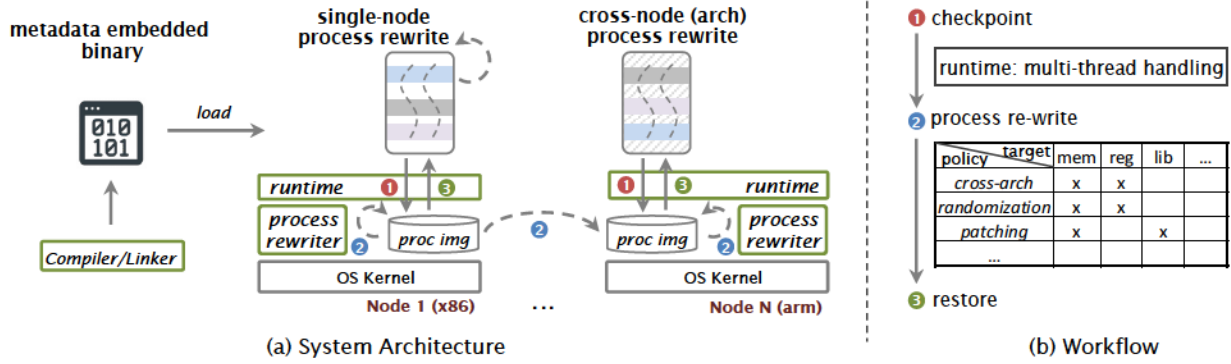 metadata embedded
binary
010
101
load
Compiler/Linker
single-node
process rewrite
1
3
runtime
process
rewriter
2
proc img
OS Kernel
Node 1 (x86)
2
...
cross-node (arch)
process rewrite
1
3
runtime
proc img
2
process
rewriter
OS Kernel
Node N (arm)
(a) System Architecture
1 checkpoint
runtime: multi-thread handling
2 process re-write
policy target mem reg lib ...
cross-arch x x
randomization x x
patching x x
...
3 restore
(b) Workflow